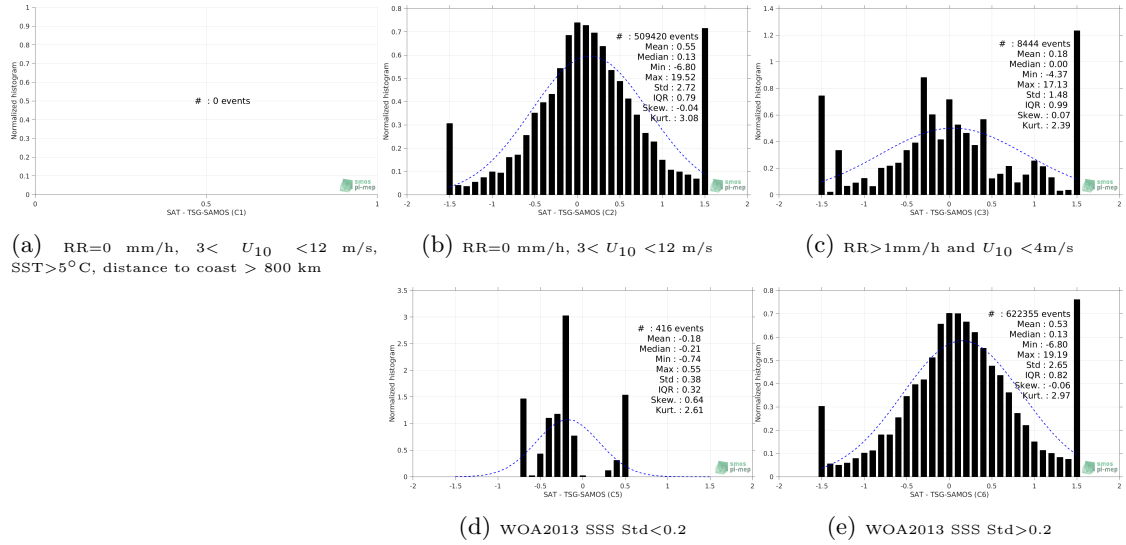 1
0.9
0.8
0.7
0.6
0.5
0.4
0.3
0.2
0.1
0
Normalized histogram
# : 0 events
smos
pi-mep
0 0.5 1
SAT - TSG-SAMOS (C1)
(a) RR=0 mm/h, 3< U10 <12 m/s,
SST>5°C, distance to coast > 800 km
0.8
0.7
0.6
0.5
0.4
0.3
0.2
0.1
0
Normalized histogram
# : 509420 events
Mean : 0.55
Median : 0.13
Min : -6.80
Max : 19.52
Std : 2.72
IQR : 0.79
Skew. : -0.04
Kurt. : 3.08
smos
pi-mep
-2 -1.5 -1 -0.5 0 0.5 1 1.5 2
SAT - TSG-SAMOS (C2)
(b) RR=0 mm/h, 3< U10 <12 m/s
1.4
1.2
1
0.8
0.6
0.4
0.2
0
Normalized histogram
# : 8444 events
Mean : 0.18
Median : 0.00
Min : -4.37
Max : 17.13
Std : 1.48
IQR : 0.99
Skew. : 0.07
Kurt. : 2.39
smos
pi-mep
-2 -1.5 -1 -0.5 0 0.5 1 1.5 2
SAT - TSG-SAMOS (C3)
(c) RR>1mm/h and U10 <4m/s
3.5
3
2.5
2
1.5
1
0.5
0
Normalized histogram
# : 416 events
Mean : -0.18
Median : -0.21
Min : -0.74
Max : 0.55
Std : 0.38
IQR : 0.32
Skew. : 0.64
Kurt. : 2.61
smos
pi-mep
-2 -1.5 -1 -0.5 0 0.5 1 1.5 2
SAT - TSG-SAMOS (C5)
(d) WOA2013 SSS Std<0.2
0.8
0.7
0.6
0.5
0.4
0.3
0.2
0.1
0
Normalized histogram
# : 622355 events
Mean : 0.53
Median : 0.13
Min : -6.80
Max : 19.19
Std : 2.65
IQR : 0.82
Skew. : -0.06
Kurt. : 2.97
smos
pi-mep
-2 -1.5 -1 -0.5 0 0.5 1 1.5 2
SAT - TSG-SAMOS (C6)
(e) WOA2013 SSS Std>0.2